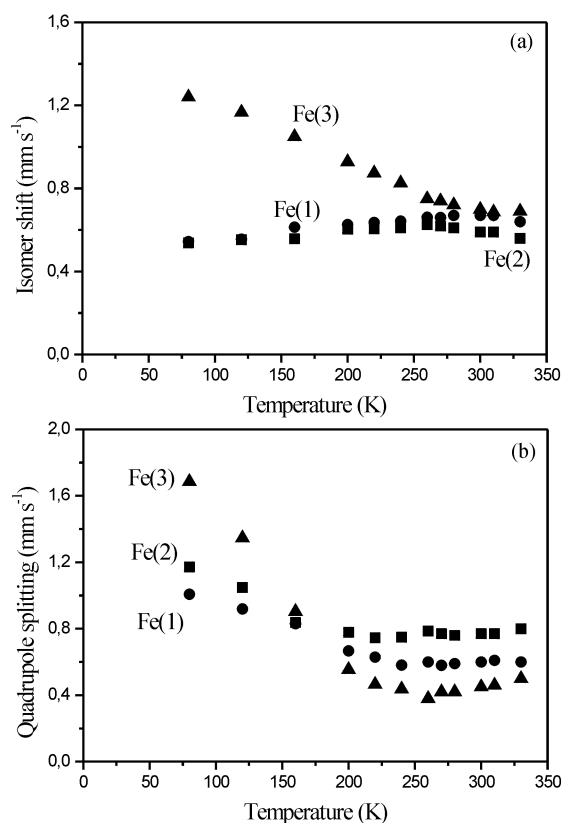 (a)
Isomer shift (mm s⁻¹)
1,6
1,2
0,8
0,4
0,0
Fe(3)
Fe(1)
Fe(2)
0 50 100 150 200 250 300 350
Temperature (K)
(b)
Quadrupole splitting (mm s⁻¹)
2,0
1,6
1,2
0,8
0,4
0,0
Fe(3)
Fe(2)
Fe(1)
0 50 100 150 200 250 300 350
Temperature (K)